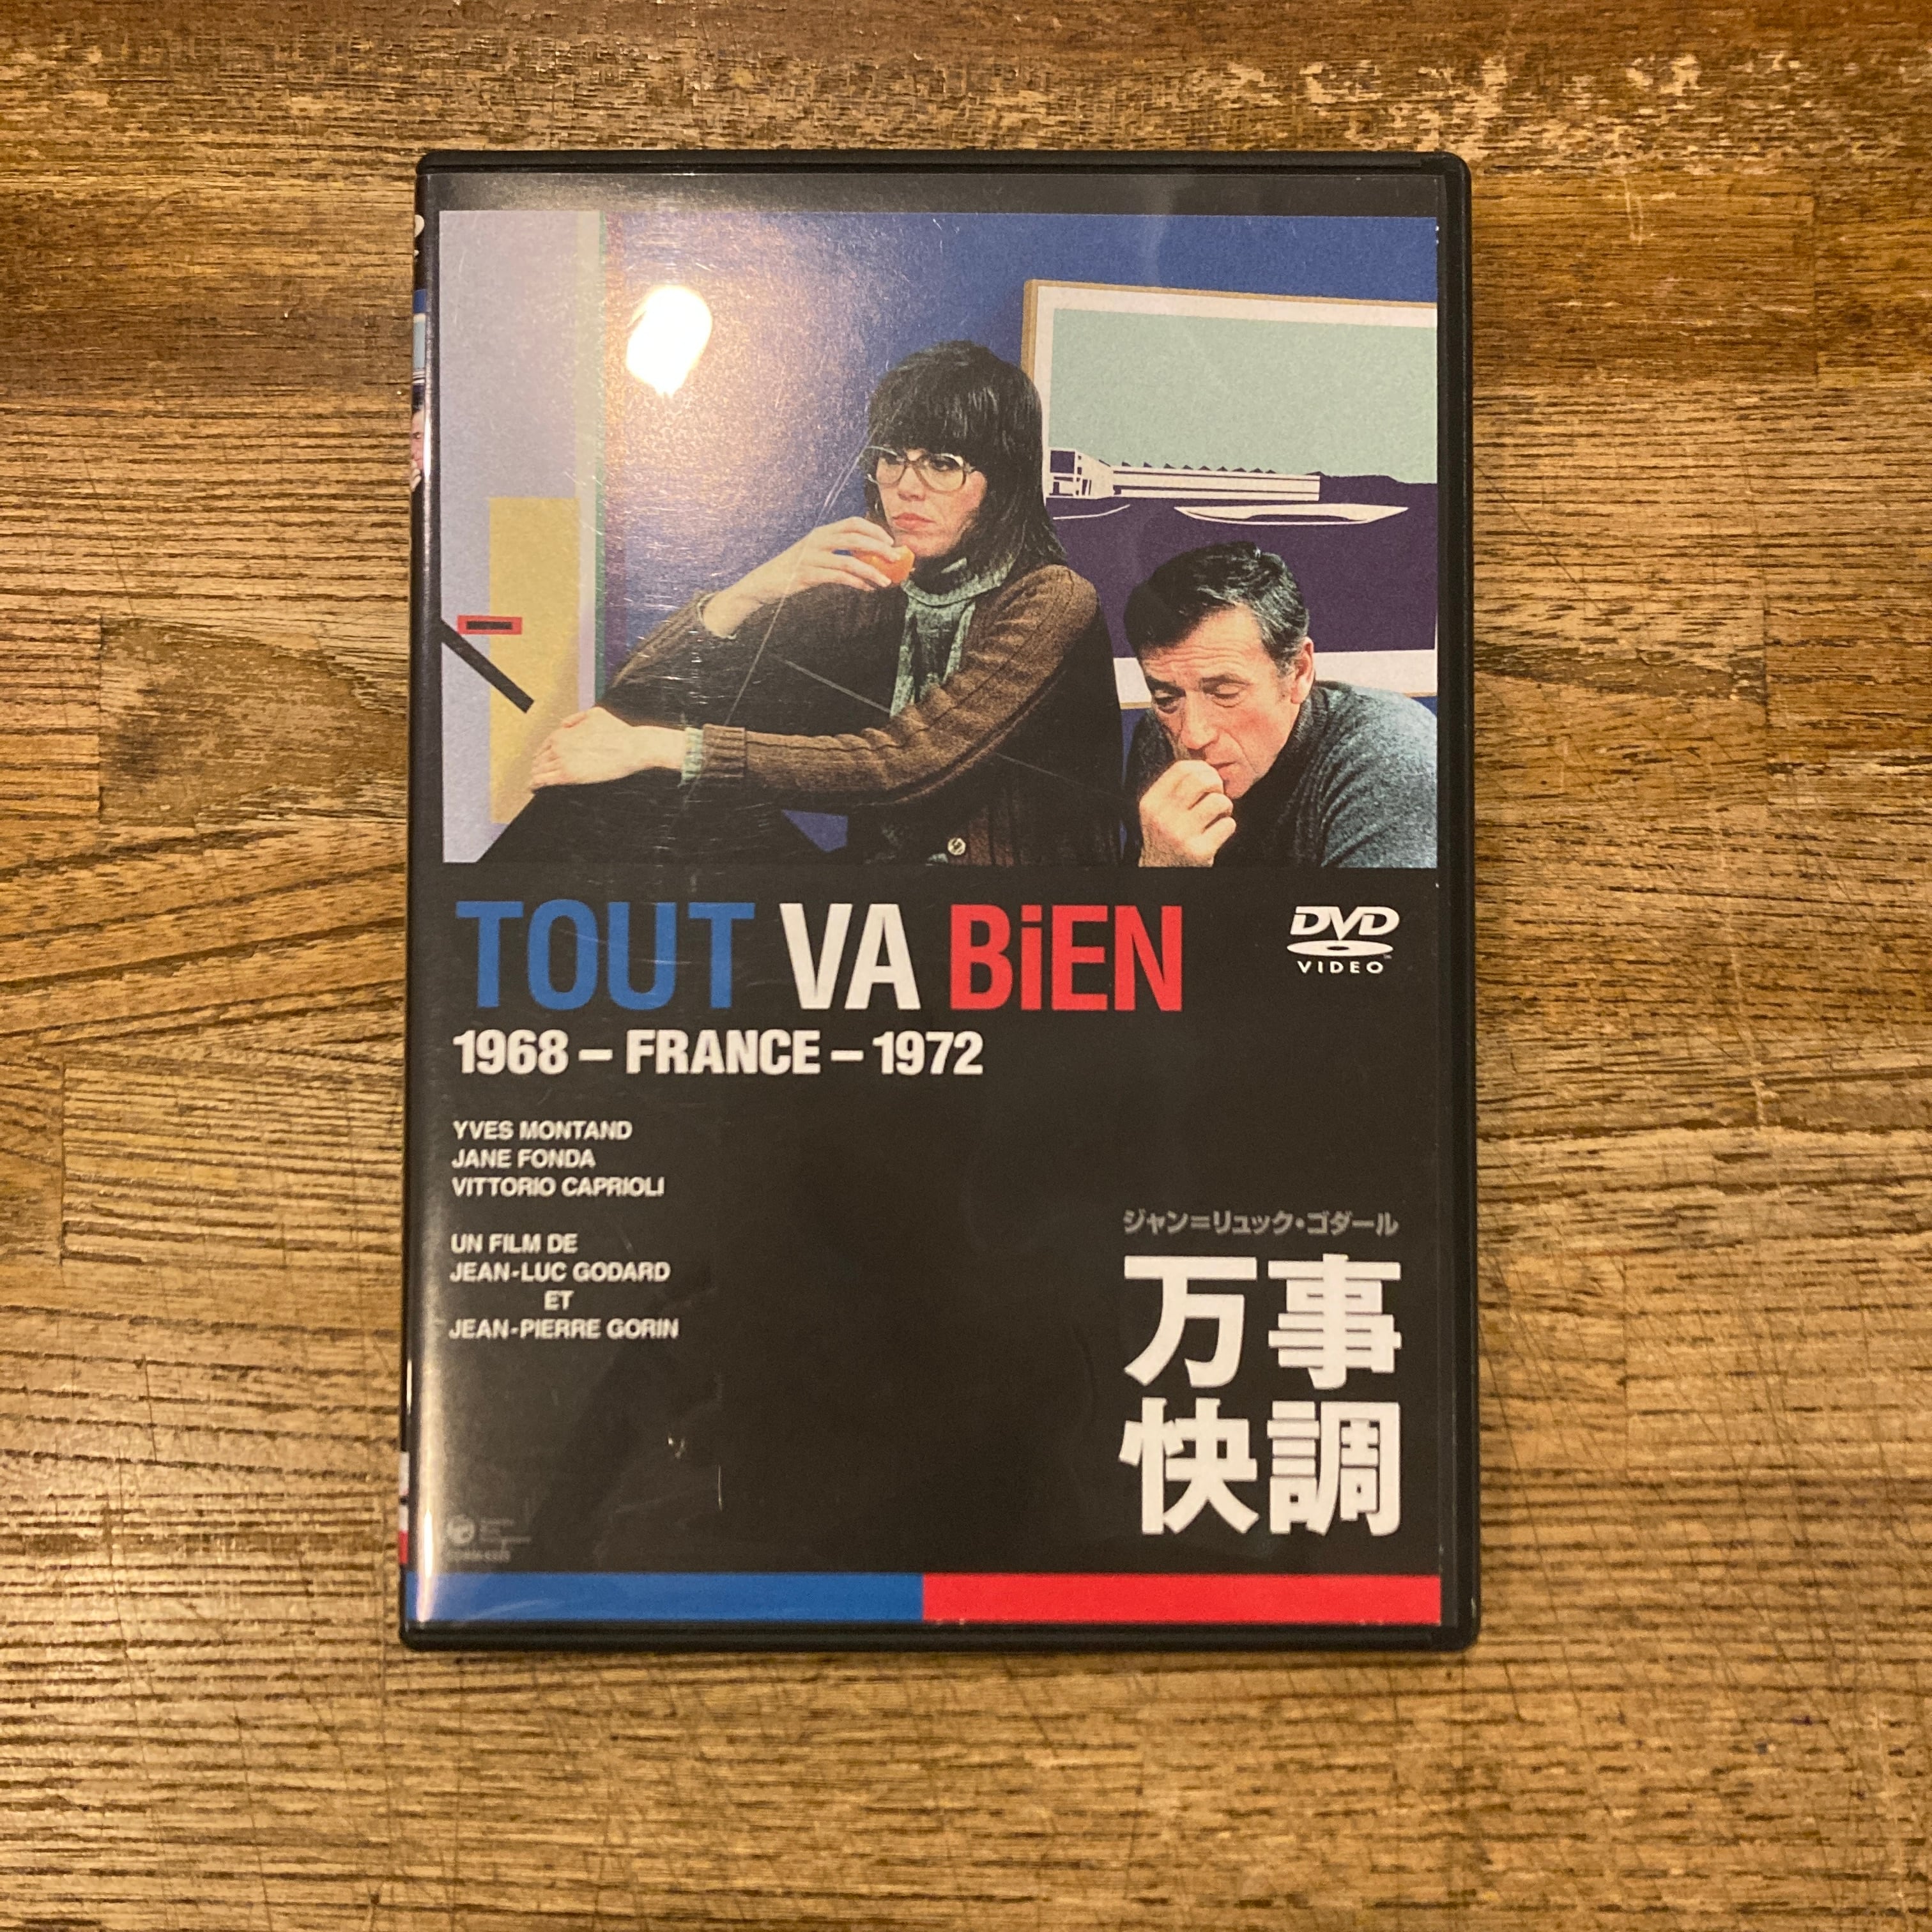 TOUT VA BiEN
DVD
VIDEO
1968 – FRANCE – 1972
YVES MONTAND
JANE FONDA
VITTORIO CAPRIOLI
UN FILM DE
JEAN-LUC GODARD
ET
JEAN-PIERRE GORIN
ジャン=リュック・ゴダール
万事
快調